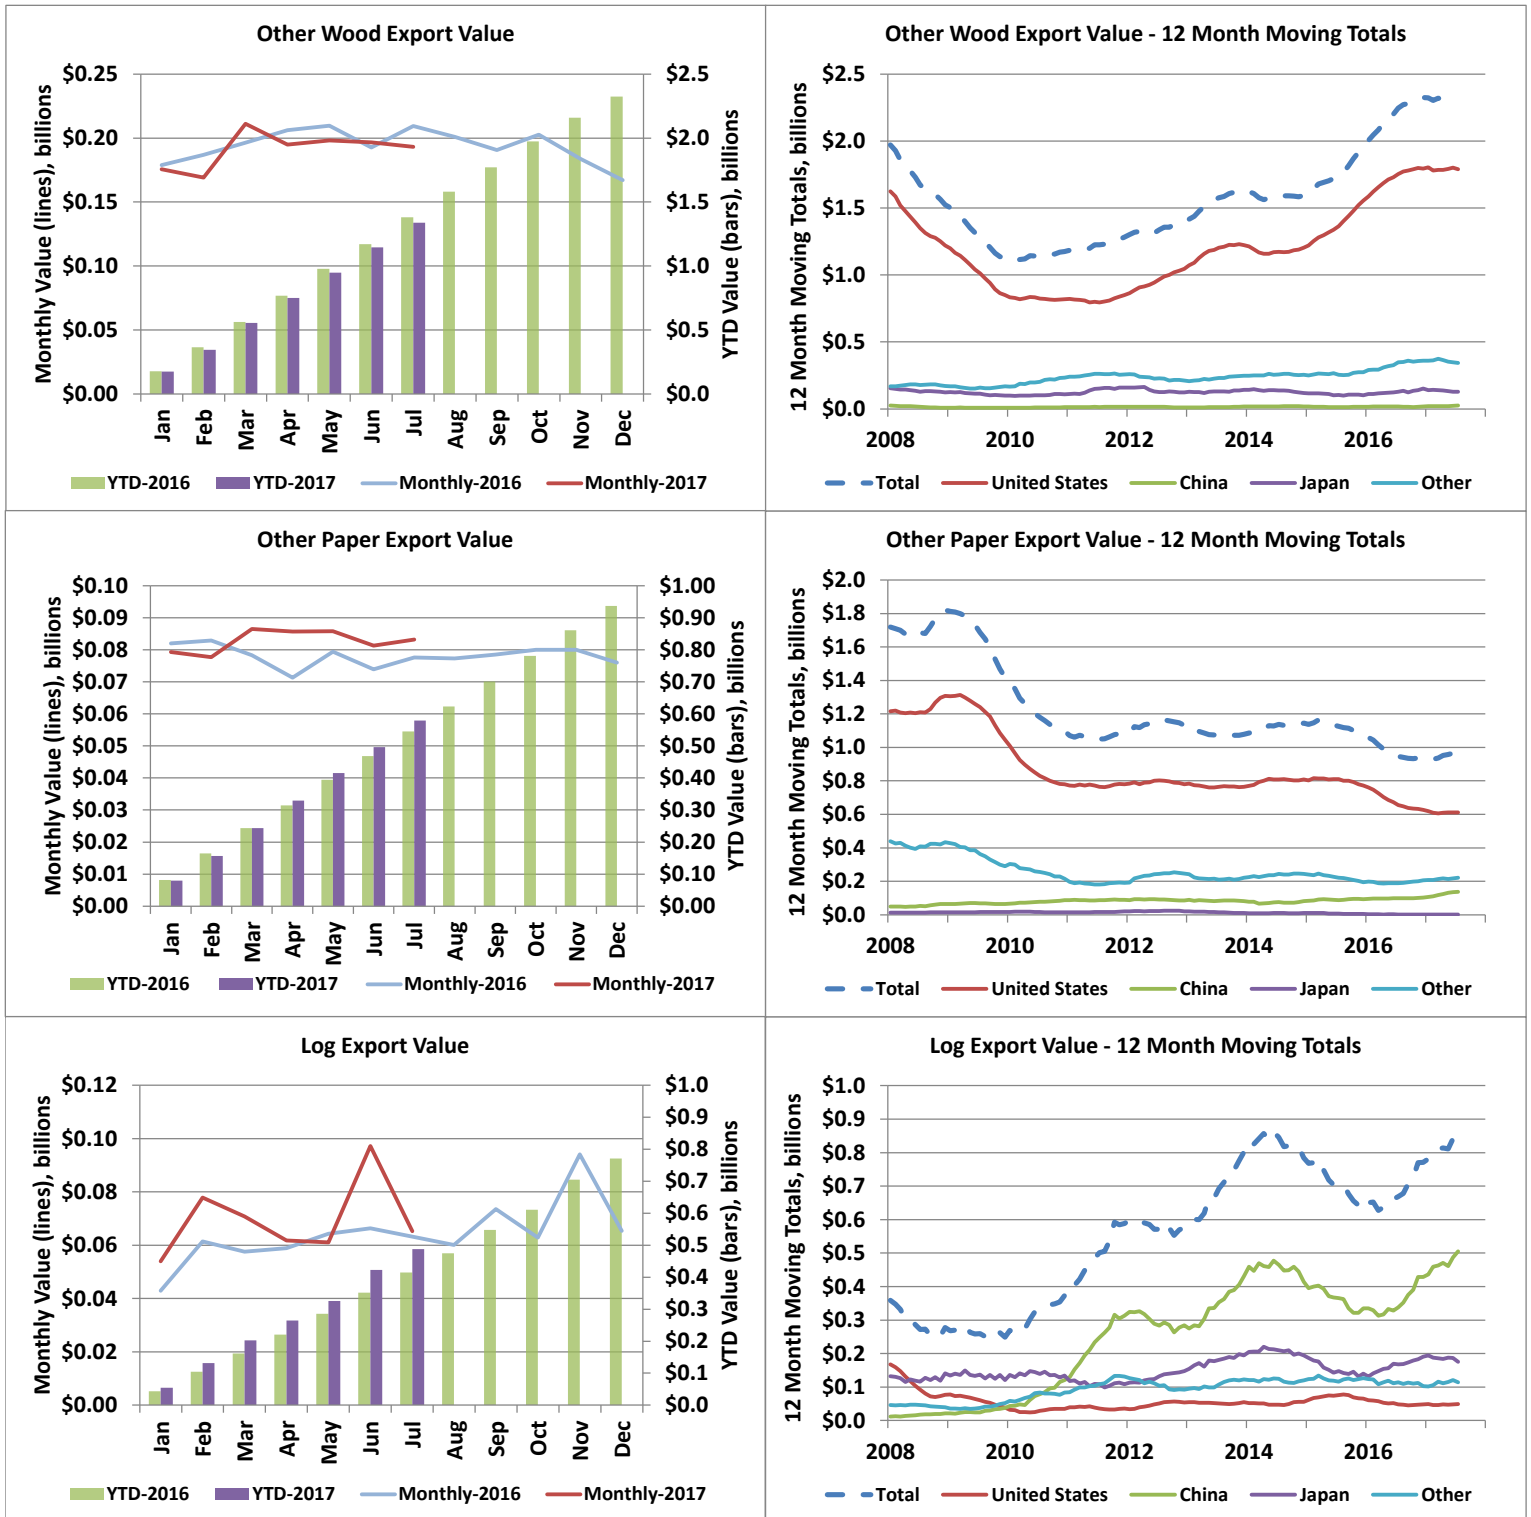 Other Wood Export Value
Monthly Value (lines), billions
$0.25
$0.20
$0.15
$0.10
$0.05
$0.00
$2.5
$2.0
$1.5
$1.0
$0.5
$0.0
YTD Value (bars), billions
Jan Feb Mar Apr May Jun Jul Aug Sep Oct Nov Dec
YTD-2016 YTD-2017 Monthly-2016 Monthly-2017
Other Wood Export Value - 12 Month Moving Totals
12 Month Moving Totals, billions
$2.5
$2.0
$1.5
$1.0
$0.5
$0.0
2008 2010 2012 2014 2016
Total United States China Japan Other
Other Paper Export Value
Monthly Value (lines), billions
$0.10
$0.09
$0.08
$0.07
$0.06
$0.05
$0.04
$0.03
$0.02
$0.01
$0.00
$1.00
$0.90
$0.80
$0.70
$0.60
$0.50
$0.40
$0.30
$0.20
$0.10
$0.00
YTD Value (bars), billions
Jan Feb Mar Apr May Jun Jul Aug Sep Oct Nov Dec
YTD-2016 YTD-2017 Monthly-2016 Monthly-2017
Other Paper Export Value - 12 Month Moving Totals
12 Month Moving Totals, billions
$2.0
$1.8
$1.6
$1.4
$1.2
$1.0
$0.8
$0.6
$0.4
$0.2
$0.0
2008 2010 2012 2014 2016
Total United States China Japan Other
Log Export Value
Monthly Value (lines), billions
$0.12
$0.10
$0.08
$0.06
$0.04
$0.02
$0.00
$1.0
$0.9
$0.8
$0.7
$0.6
$0.5
$0.4
$0.3
$0.2
$0.1
$0.0
YTD Value (bars), billions
Jan Feb Mar Apr May Jun Jul Aug Sep Oct Nov Dec
YTD-2016 YTD-2017 Monthly-2016 Monthly-2017
Log Export Value - 12 Month Moving Totals
12 Month Moving Totals, billions
$1.0
$0.9
$0.8
$0.7
$0.6
$0.5
$0.4
$0.3
$0.2
$0.1
$0.0
2008 2010 2012 2014 2016
Total United States China Japan Other